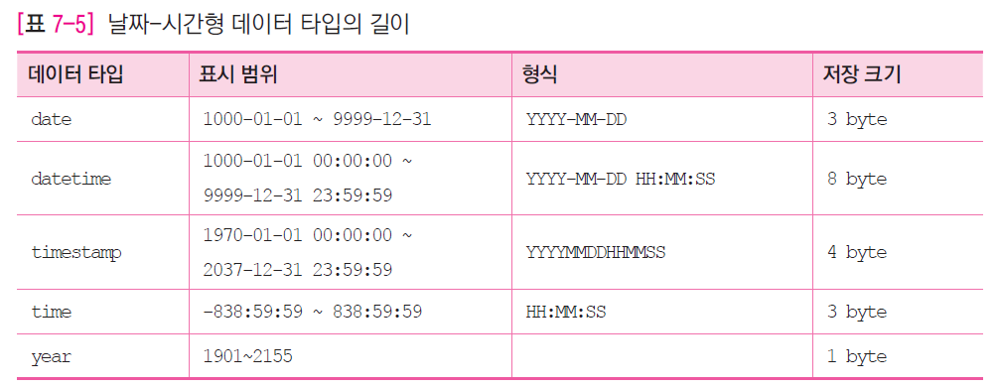 [표 7-5] 날짜-시간형 데이터 타입의 길이
데이터 타입 표시 범위 형식 저장 크기
date 1000-01-01 ~ 9999-12-31 YYYY-MM-DD 3 byte
datetime 1000-01-01 00:00:00 ~
9999-12-31 23:59:59 YYYY-MM-DD HH:MM:SS 8 byte
timestamp 1970-01-01 00:00:00 ~
2037-12-31 23:59:59 YYYYMMDDHHMMSS 4 byte
time -838:59:59 ~ 838:59:59 HH:MM:SS 3 byte
year 1901~2155 1 byte